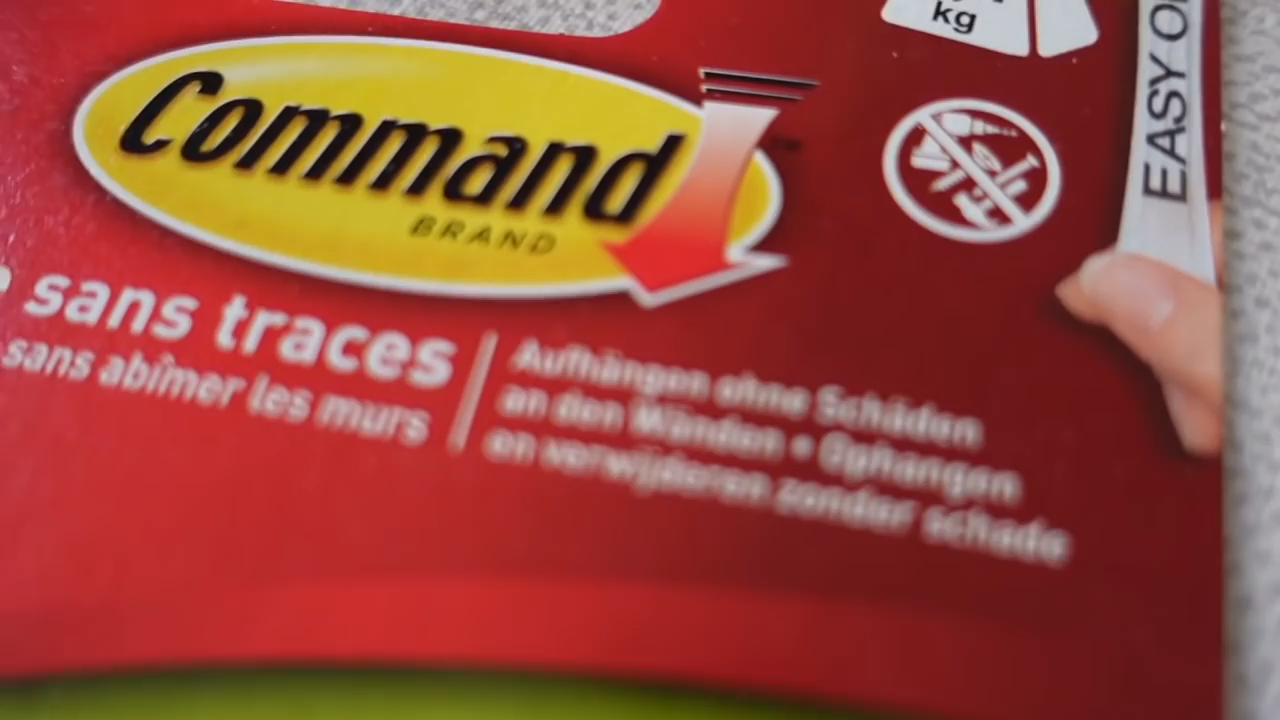 kg
EASY
Command
BRAND
sans traces
sans abîmer les murs
Aufhängen ohne Schäden
an den Wänden • Ophangen
en verwijderen zonder schade